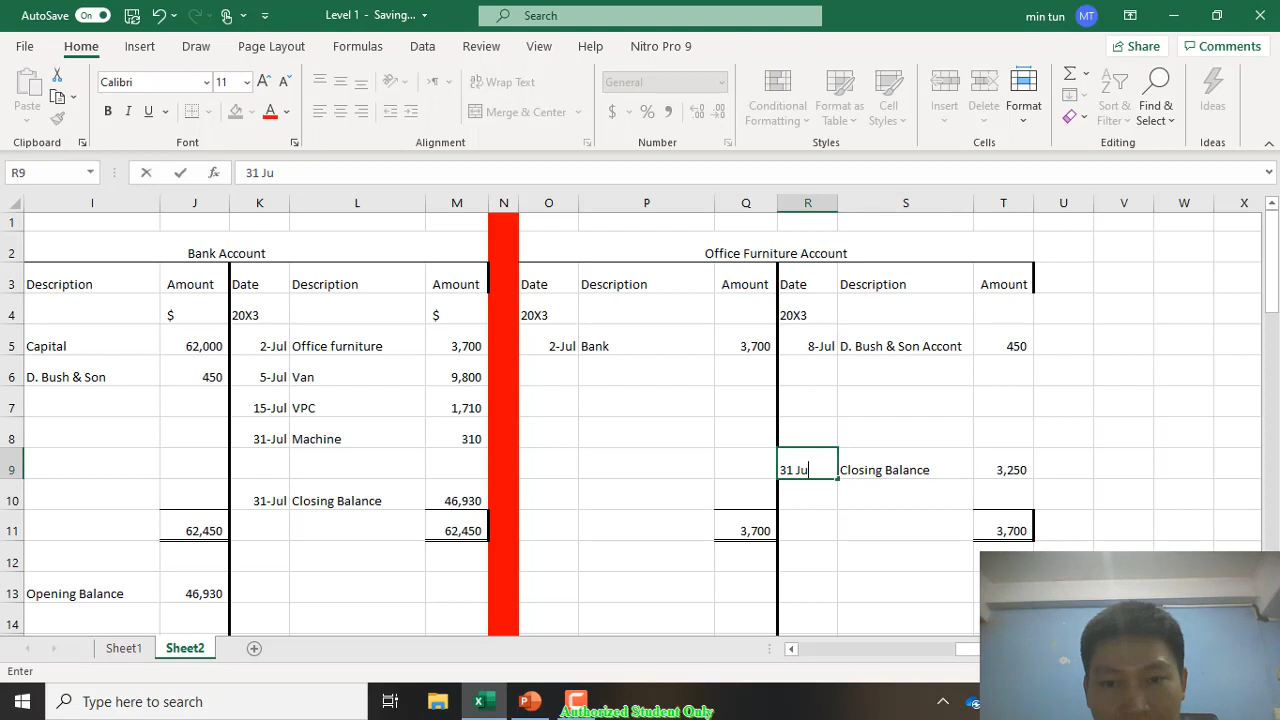 AutoSave On Level 1 - Saving... Search min tun MT
File Home Insert Draw Page Layout Formulas Data Review View Help Nitro Pro 9 Share Comments
Paste Calibri 11 Wrap Text General Conditional Formatting Format as Table Cell Styles Insert Delete Format Sort & Filter Find & Select Ideas
B I U Merge & Center $ % 9
Clipboard Font Alignment Number Styles Cells Editing Ideas
R9 fx 31 Ju
I J K L M N O P Q R S T U V W X
1
2 Bank Account Office Furniture Account
3 Description Amount Date Description Amount Date Description Amount Date Description Amount
4 $ 20X3 $ 20X3 20X3
5 Capital 62,000 2-Jul Office furniture 3,700 2-Jul Bank 3,700 8-Jul D. Bush & Son Accont 450
6 D. Bush & Son 450 5-Jul Van 9,800
7 15-Jul VPC 1,710
8 31-Jul Machine 310
9 31 Ju Closing Balance 3,250
10 31-Jul Closing Balance 46,930
11 62,450 62,450 3,700 3,700
12
13 Opening Balance 46,930
14
Sheet1 Sheet2
Enter
Type here to search
Authorized Student Only